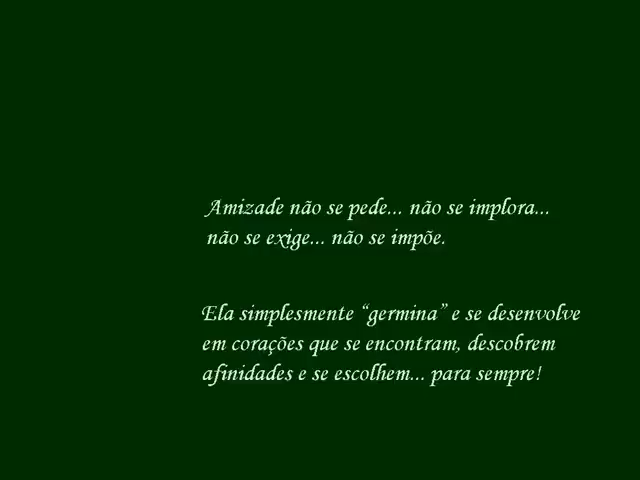 Amizade não se pede... não se implora...
não se exige... não se impõe.
Ela simplesmente “germina” e se desenvolve
em corações que se encontram, descobrem
afinidades e se escolhem... para sempre!